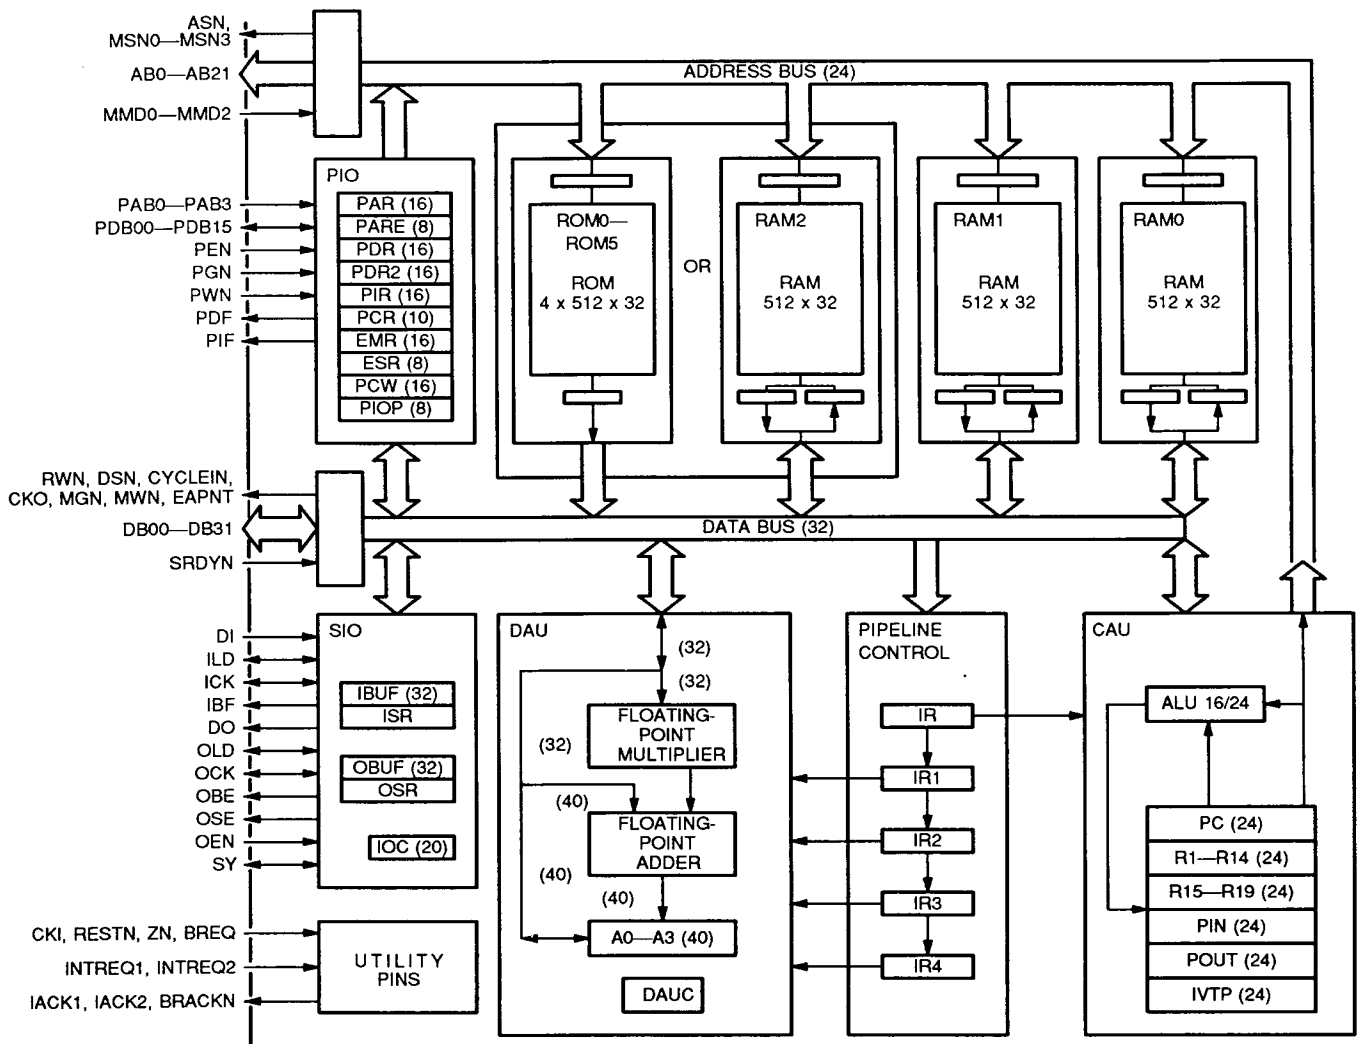 ASN,
MSN0—MSN3
AB0—AB21
MMD0—MMD2
ADDRESS BUS (24)
PIO
PAR (16)
PARE (8)
PDR (16)
PDR2 (16)
PIR (16)
PCR (10)
EMR (16)
ESR (8)
PCW (16)
PIOP (8)
PAB0—PAB3
PDB00—PDB15
PEN
PGN
PWN
PDF
PIF
ROM0—
ROM5
ROM
4 x 512 x 32
OR
RAM2
RAM
512 x 32
RAM1
RAM
512 x 32
RAM0
RAM
512 x 32
RWN, DSN, CYCLEIN,
CKO, MGN, MWN, EAPNT
DB00—DB31
SRDYN
DATA BUS (32)
DI
ILD
ICK
IBF
DO
OLD
OCK
OBE
OSE
OEN
SY
SIO
IBUF (32)
ISR
OBUF (32)
OSR
IOC (20)
CKI, RESTN, ZN, BREQ
INTREQ1, INTREQ2
IACK1, IACK2, BRACKN
UTILITY
PINS
DAU
(32)
(32)
FLOATING-
POINT
MULTIPLIER
(32)
(40)
FLOATING-
POINT
ADDER
(40)
(40)
A0—A3 (40)
DAUC
PIPELINE
CONTROL
IR
IR1
IR2
IR3
IR4
CAU
ALU 16/24
PC (24)
R1—R14 (24)
R15—R19 (24)
PIN (24)
POUT (24)
IVTP (24)